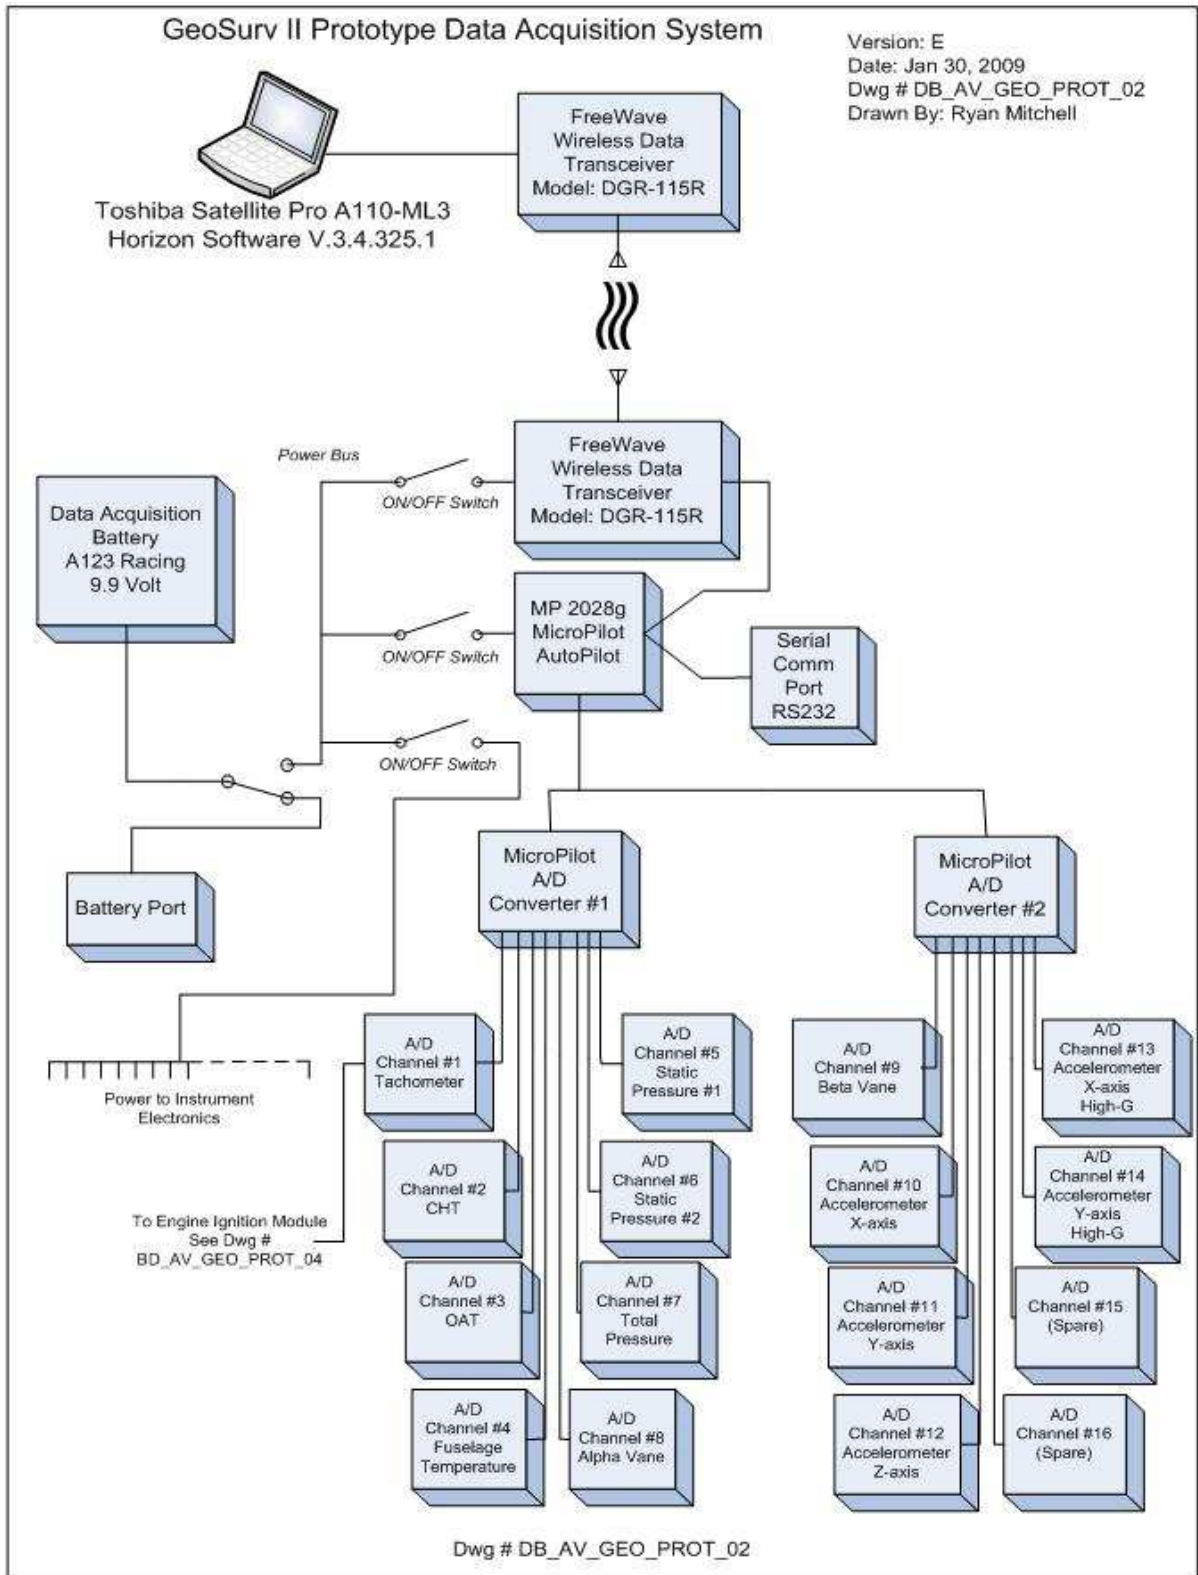 GeoSurv II Prototype Data Acquisition System
Version: E
Date: Jan 30, 2009
Dwg # DB_AV_GEO_PROT_02
Drawn By: Ryan Mitchell
FreeWave
Wireless Data
Transceiver
Model: DGR-115R
Toshiba Satellite Pro A110-ML3
Horizon Software V.3.4.325.1
FreeWave
Wireless Data
Transceiver
Model: DGR-115R
Power Bus
ON/OFF Switch
Data Acquisition
Battery
A123 Racing
9.9 Volt
MP 2028g
MicroPilot
AutoPilot
ON/OFF Switch
Serial
Comm
Port
RS232
ON/OFF Switch
Battery Port
MicroPilot
A/D
Converter #1
MicroPilot
A/D
Converter #2
Power to Instrument
Electronics
To Engine Ignition Module
See Dwg #
BD_AV_GEO_PROT_04
A/D
Channel #1
Tachometer
A/D
Channel #2
CHT
A/D
Channel #3
OAT
A/D
Channel #4
Fuselage
Temperature
A/D
Channel #5
Static
Pressure #1
A/D
Channel #6
Static
Pressure #2
A/D
Channel #7
Total
Pressure
A/D
Channel #8
Alpha Vane
A/D
Channel #9
Beta Vane
A/D
Channel #10
Accelerometer
X-axis
A/D
Channel #11
Accelerometer
Y-axis
A/D
Channel #12
Accelerometer
Z-axis
A/D
Channel #13
Accelerometer
X-axis
High-G
A/D
Channel #14
Accelerometer
Y-axis
High-G
A/D
Channel #15
(Spare)
A/D
Channel #16
(Spare)
Dwg # DB_AV_GEO_PROT_02